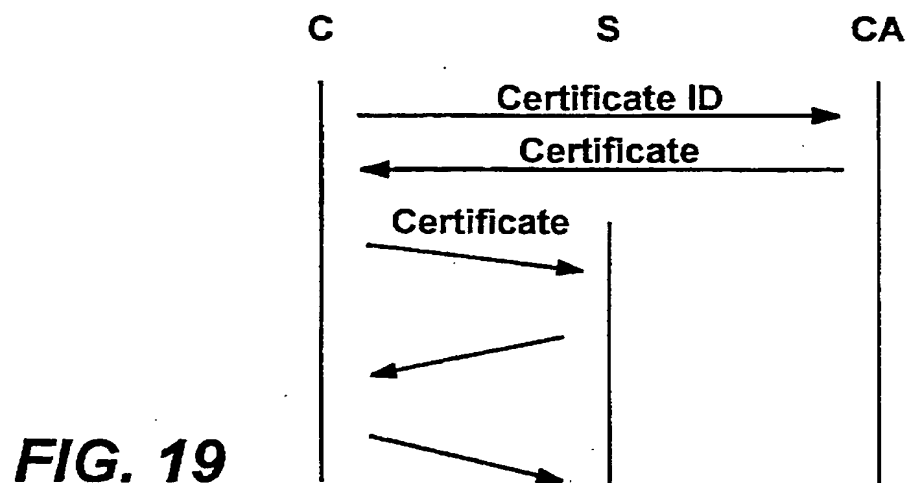 C S CA
Certificate ID
Certificate
Certificate
FIG. 19